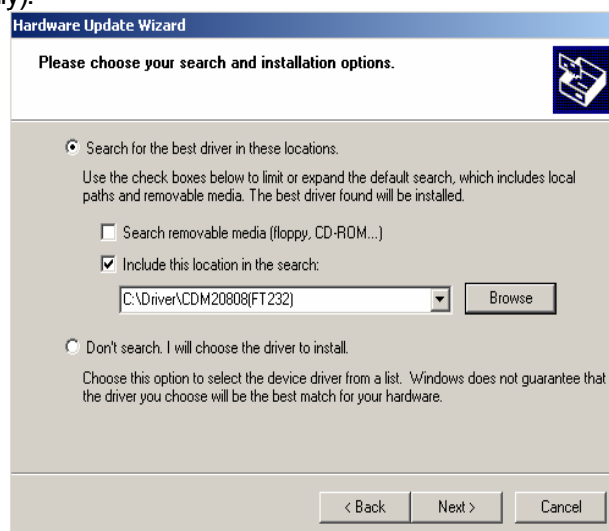 ly).
Hardware Update Wizard
Please choose your search and installation options.
Search for the best driver in these locations.
Use the check boxes below to limit or expand the default search, which includes local
paths and removable media. The best driver found will be installed.
Search removable media (floppy, CD-ROM...)
Include this location in the search:
C:\Driver\CDM20808(FT232)
Browse
Don't search. I will choose the driver to install.
Choose this option to select the device driver from a list. Windows does not guarantee that
the driver you choose will be the best match for your hardware.
< Back Next > Cancel